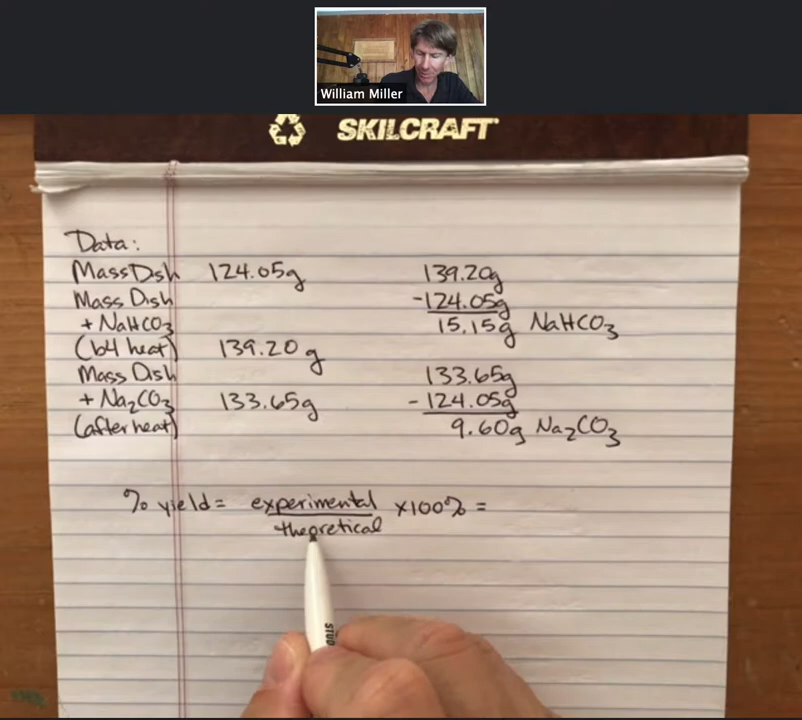 William Miller
SKILCRAFT
Data:
Mass Dish 124.05g 139.20g
Mass Dish -124.05g
+ NaHCO3 15.15g NaHCO3
(b4 heat) 139.20 g
Mass Dish 133.65g
+ Na2CO3 133.65g - 124.05g
(after heat) 9.60g Na2CO3
% yield = experimental x100% =
theoretical
STUD